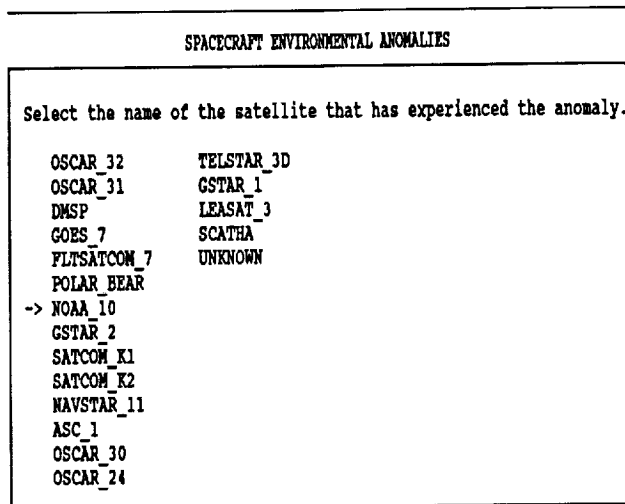 SPACECRAFT ENVIRONMENTAL ANOMALIES
Select the name of the satellite that has experienced the anomaly.
OSCAR_32 TELSTAR_3D
OSCAR_31 GSTAR_1
DMSP LEASAT_3
GOES_7 SCATHA
FLTSATCOM_7 UNKNOWN
POLAR_BEAR
-> NOAA_10
GSTAR_2
SATCOM_K1
SATCOM_K2
NAVSTAR_11
ASC_1
OSCAR_30
OSCAR_24